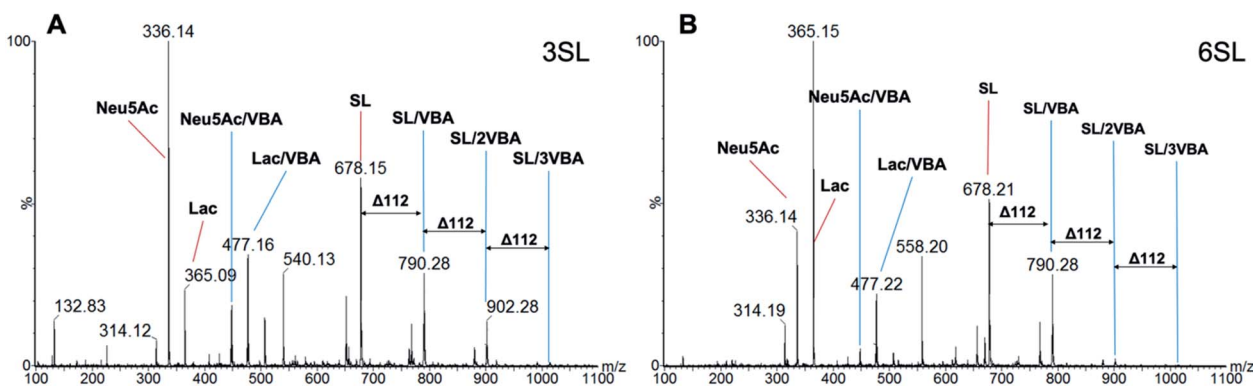 A
3SL
336.14
100
%
0
Neu5Ac
Neu5Ac/VBA
Lac/VBA
Lac
SL
SL/VBA
SL/2VBA
SL/3VBA
678.15
Δ112
Δ112
Δ112
477.16
365.09
540.13
790.28
902.28
132.83
314.12
100 200 300 400 500 600 700 800 900 1000 1100 m/z
B
6SL
365.15
100
%
0
Neu5Ac/VBA
Neu5Ac
Lac
Lac/VBA
SL
SL/VBA
SL/2VBA
SL/3VBA
678.21
Δ112
Δ112
Δ112
336.14
558.20
477.22
790.28
314.19
100 200 300 400 500 600 700 800 900 1000 1100 m/z